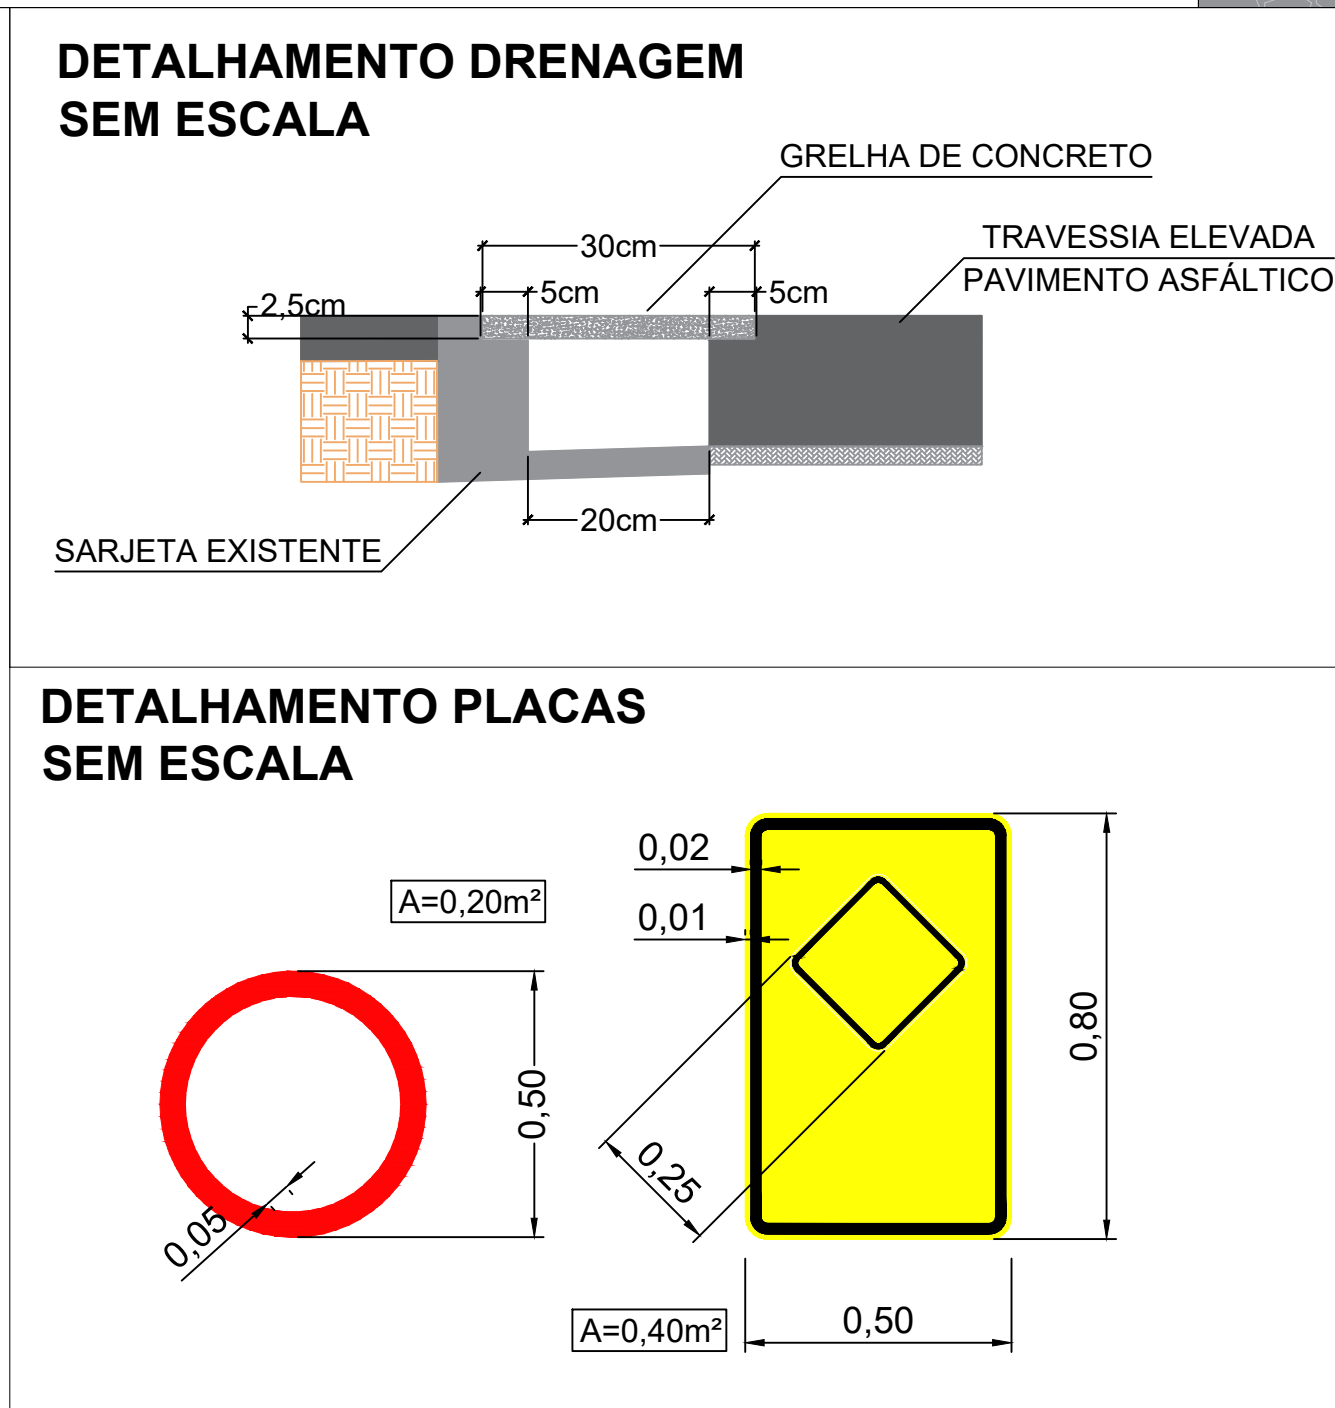 DETALHAMENTO DRENAGEM
SEM ESCALA
GRELHA DE CONCRETO
TRAVESSIA ELEVADA
PAVIMENTO ASFÁLTICO
30cm
5cm
5cm
2,5cm
20cm
SARJETA EXISTENTE
DETALHAMENTO PLACAS
SEM ESCALA
0,02
A=0,20m²
0,01
0,80
0,50
0,25
0,05
A=0,40m²
0,50